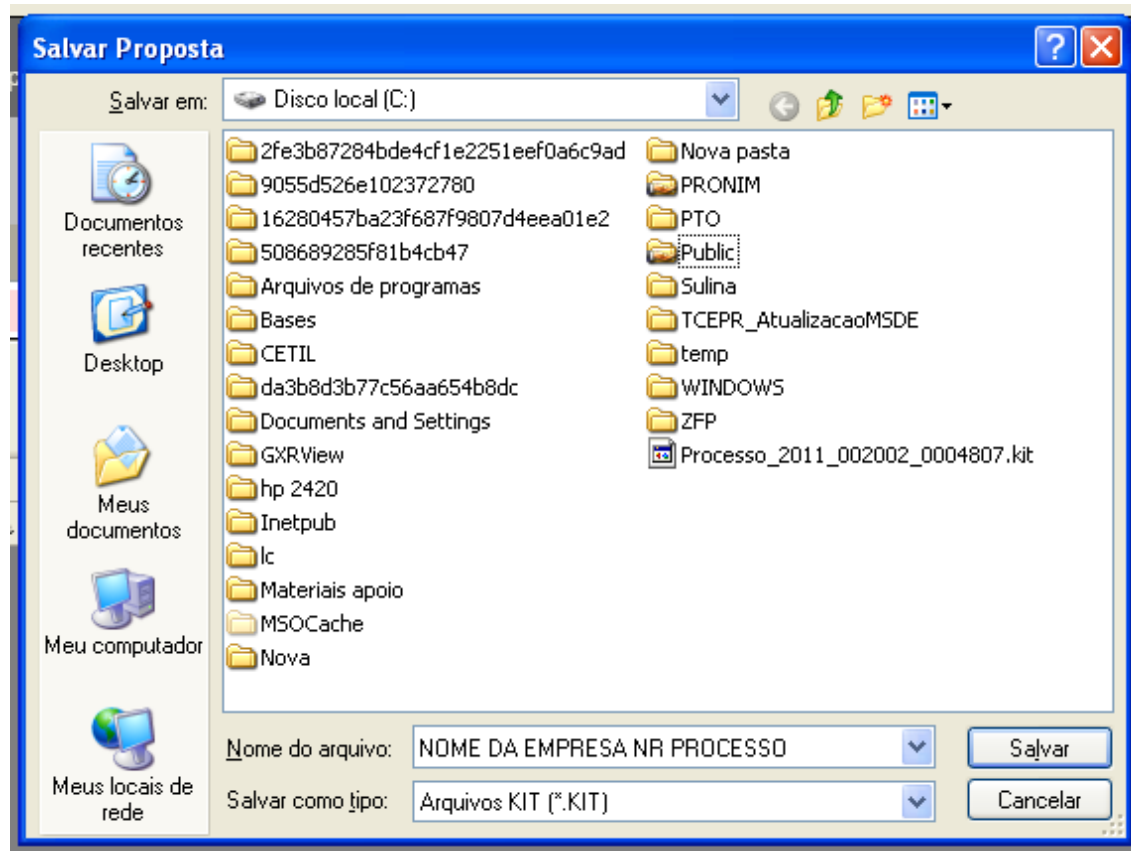 Salvar Proposta
Salvar em:
Disco local (C:)
Documentos
recentes
Desktop
Meus
documentos
Meu computador
Meus locais de
rede
2fe3b87284bde4cf1e2251eef0a6c9ad
9055d526e102372780
16280457ba23f687f9807d4eea01e2
508689285f81b4cb47
Arquivos de programas
Bases
CETIL
da3b8d3b77c56aa654b8dc
Documents and Settings
GXRView
hp 2420
Inetpub
lc
Materiais apoio
MSOCache
Nova
Nova pasta
PRONIM
PTO
Public
Sulina
TCEPR_AtualizacaoMSDE
temp
WINDOWS
ZFP
Processo_2011_002002_0004807.kit
Nome do arquivo:
NOME DA EMPRESA NR PROCESSO
Salvar
Salvar como tipo:
Arquivos KIT (*.KIT)
Cancelar